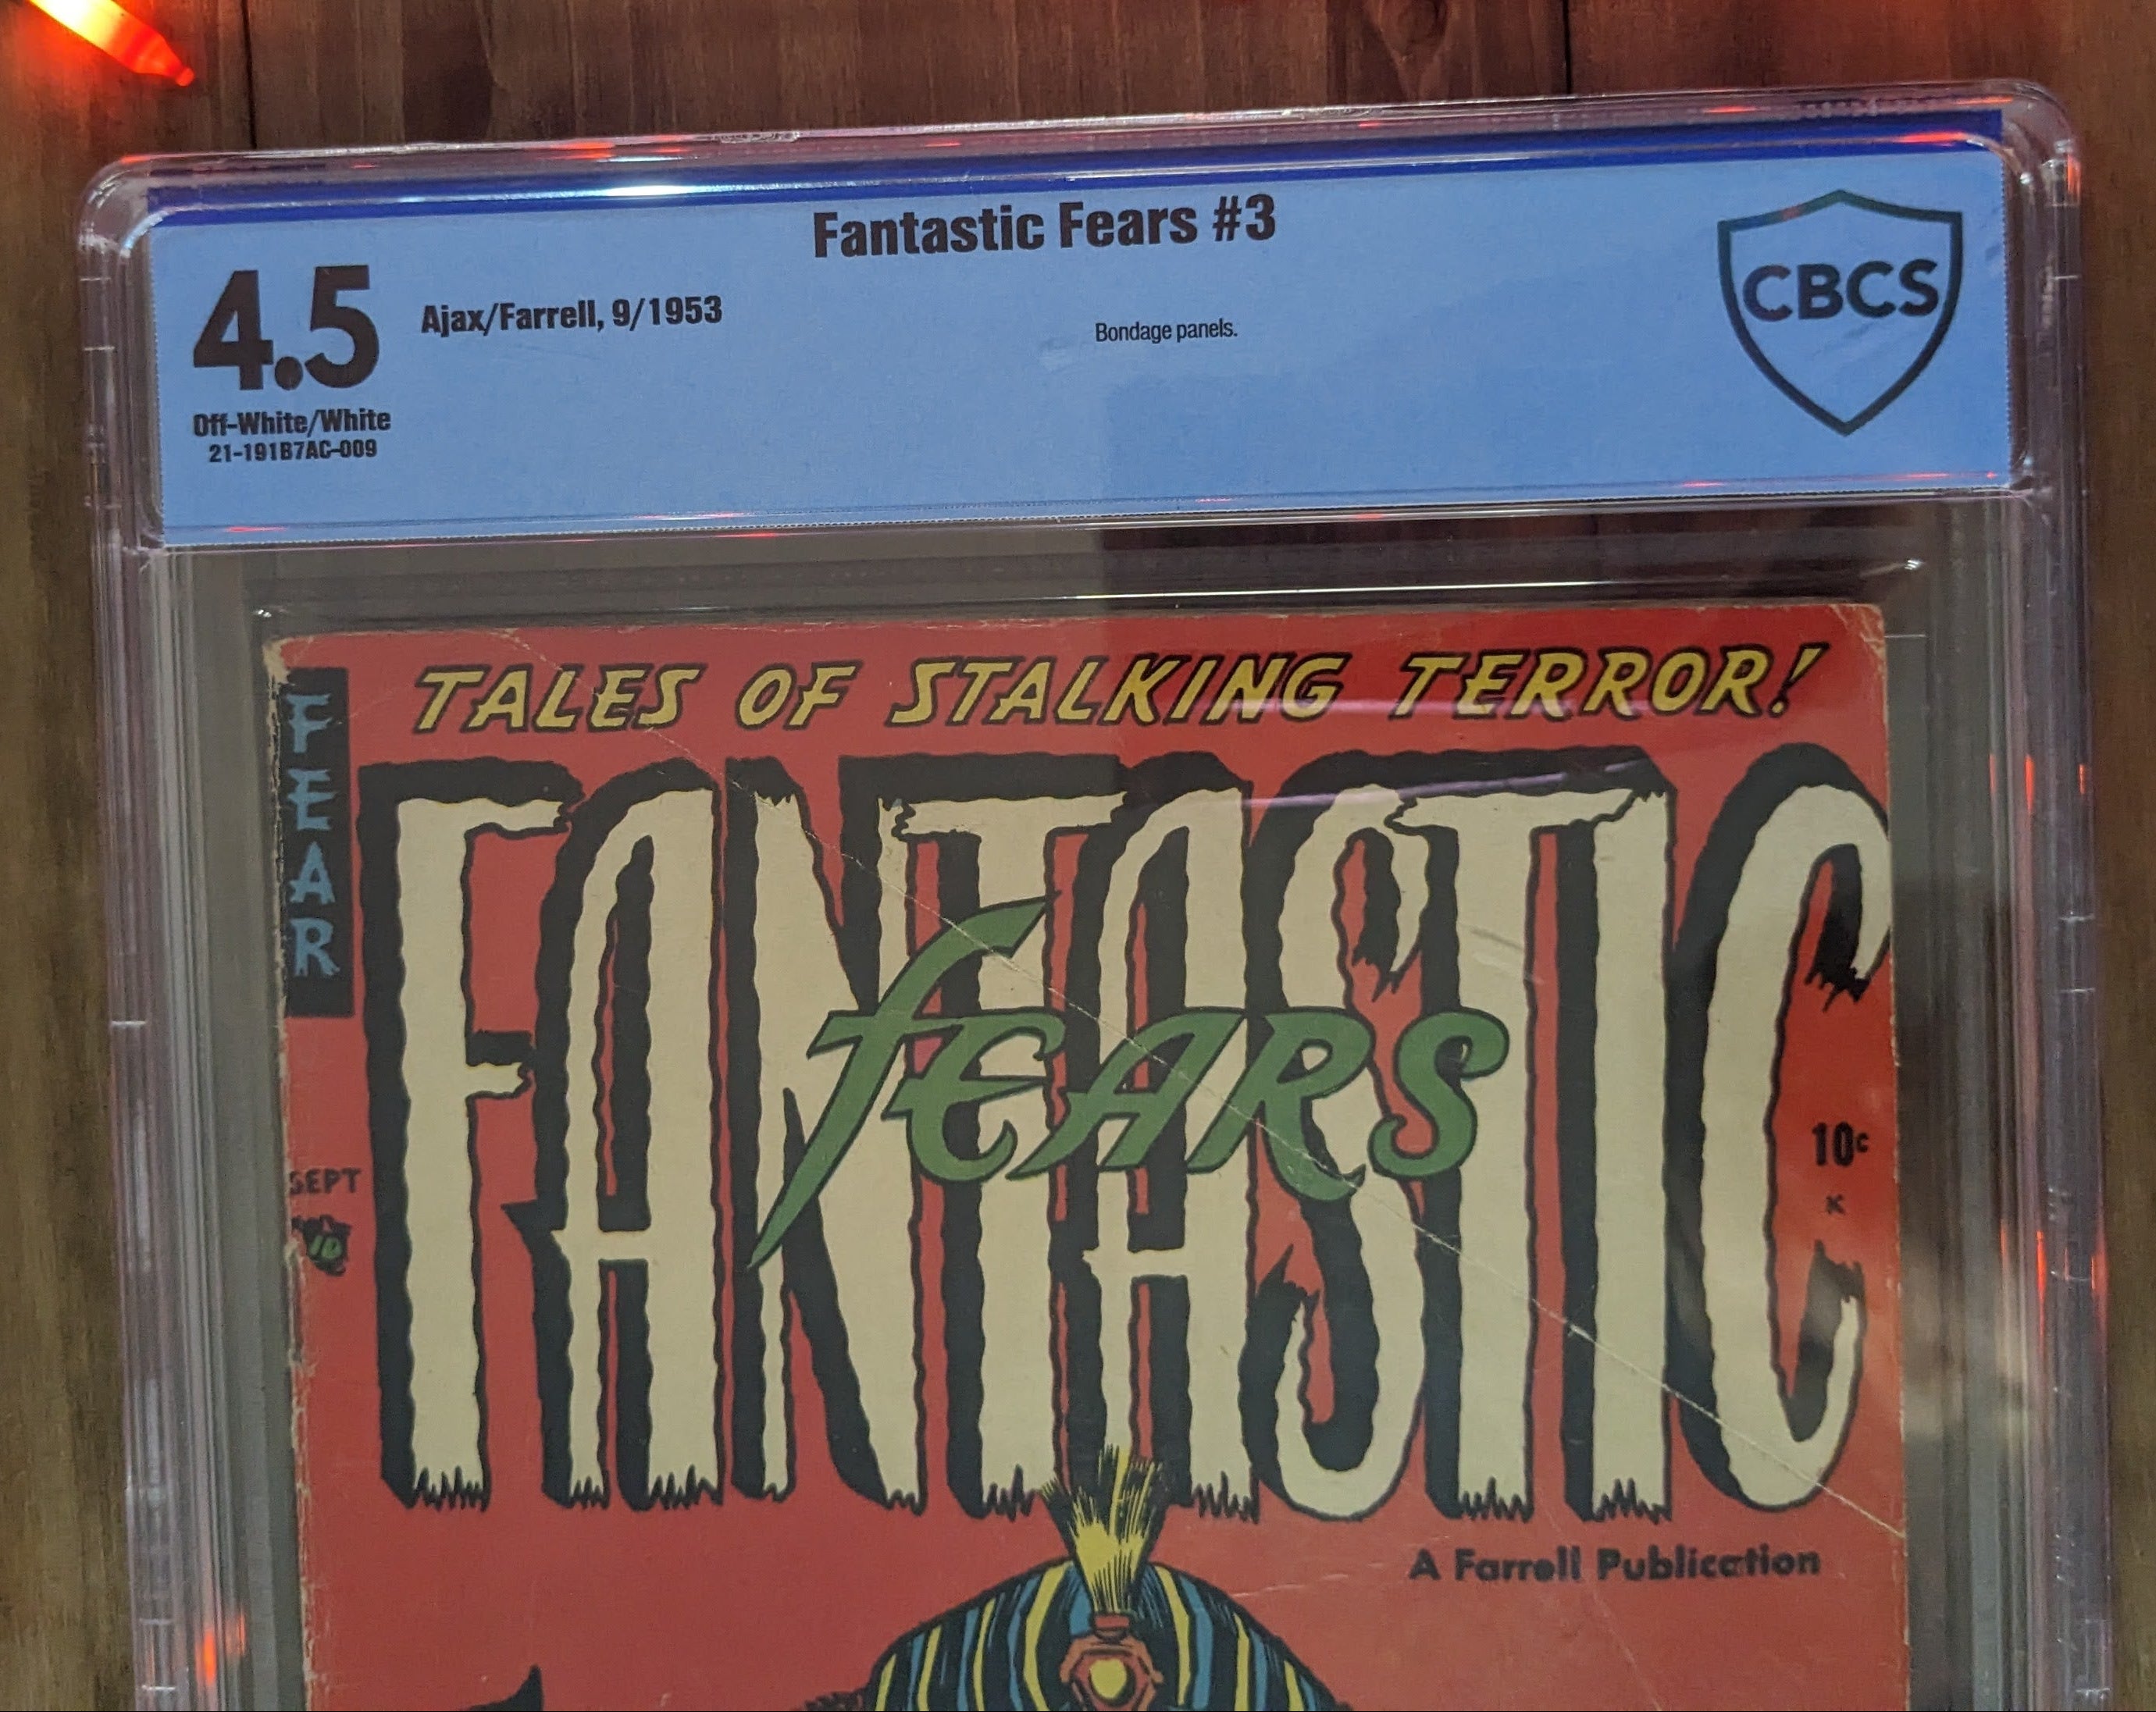 Fantastic Fears #3
4.5
Ajax/Farrell, 9/1953
Bondage panels.
CBCS
Off-White/White
21-191B7AC-009
TALES OF STALKING TERROR!
FEAR
FANTASTIC
FEARS
SEPT
10¢
K
A Farrell Publication